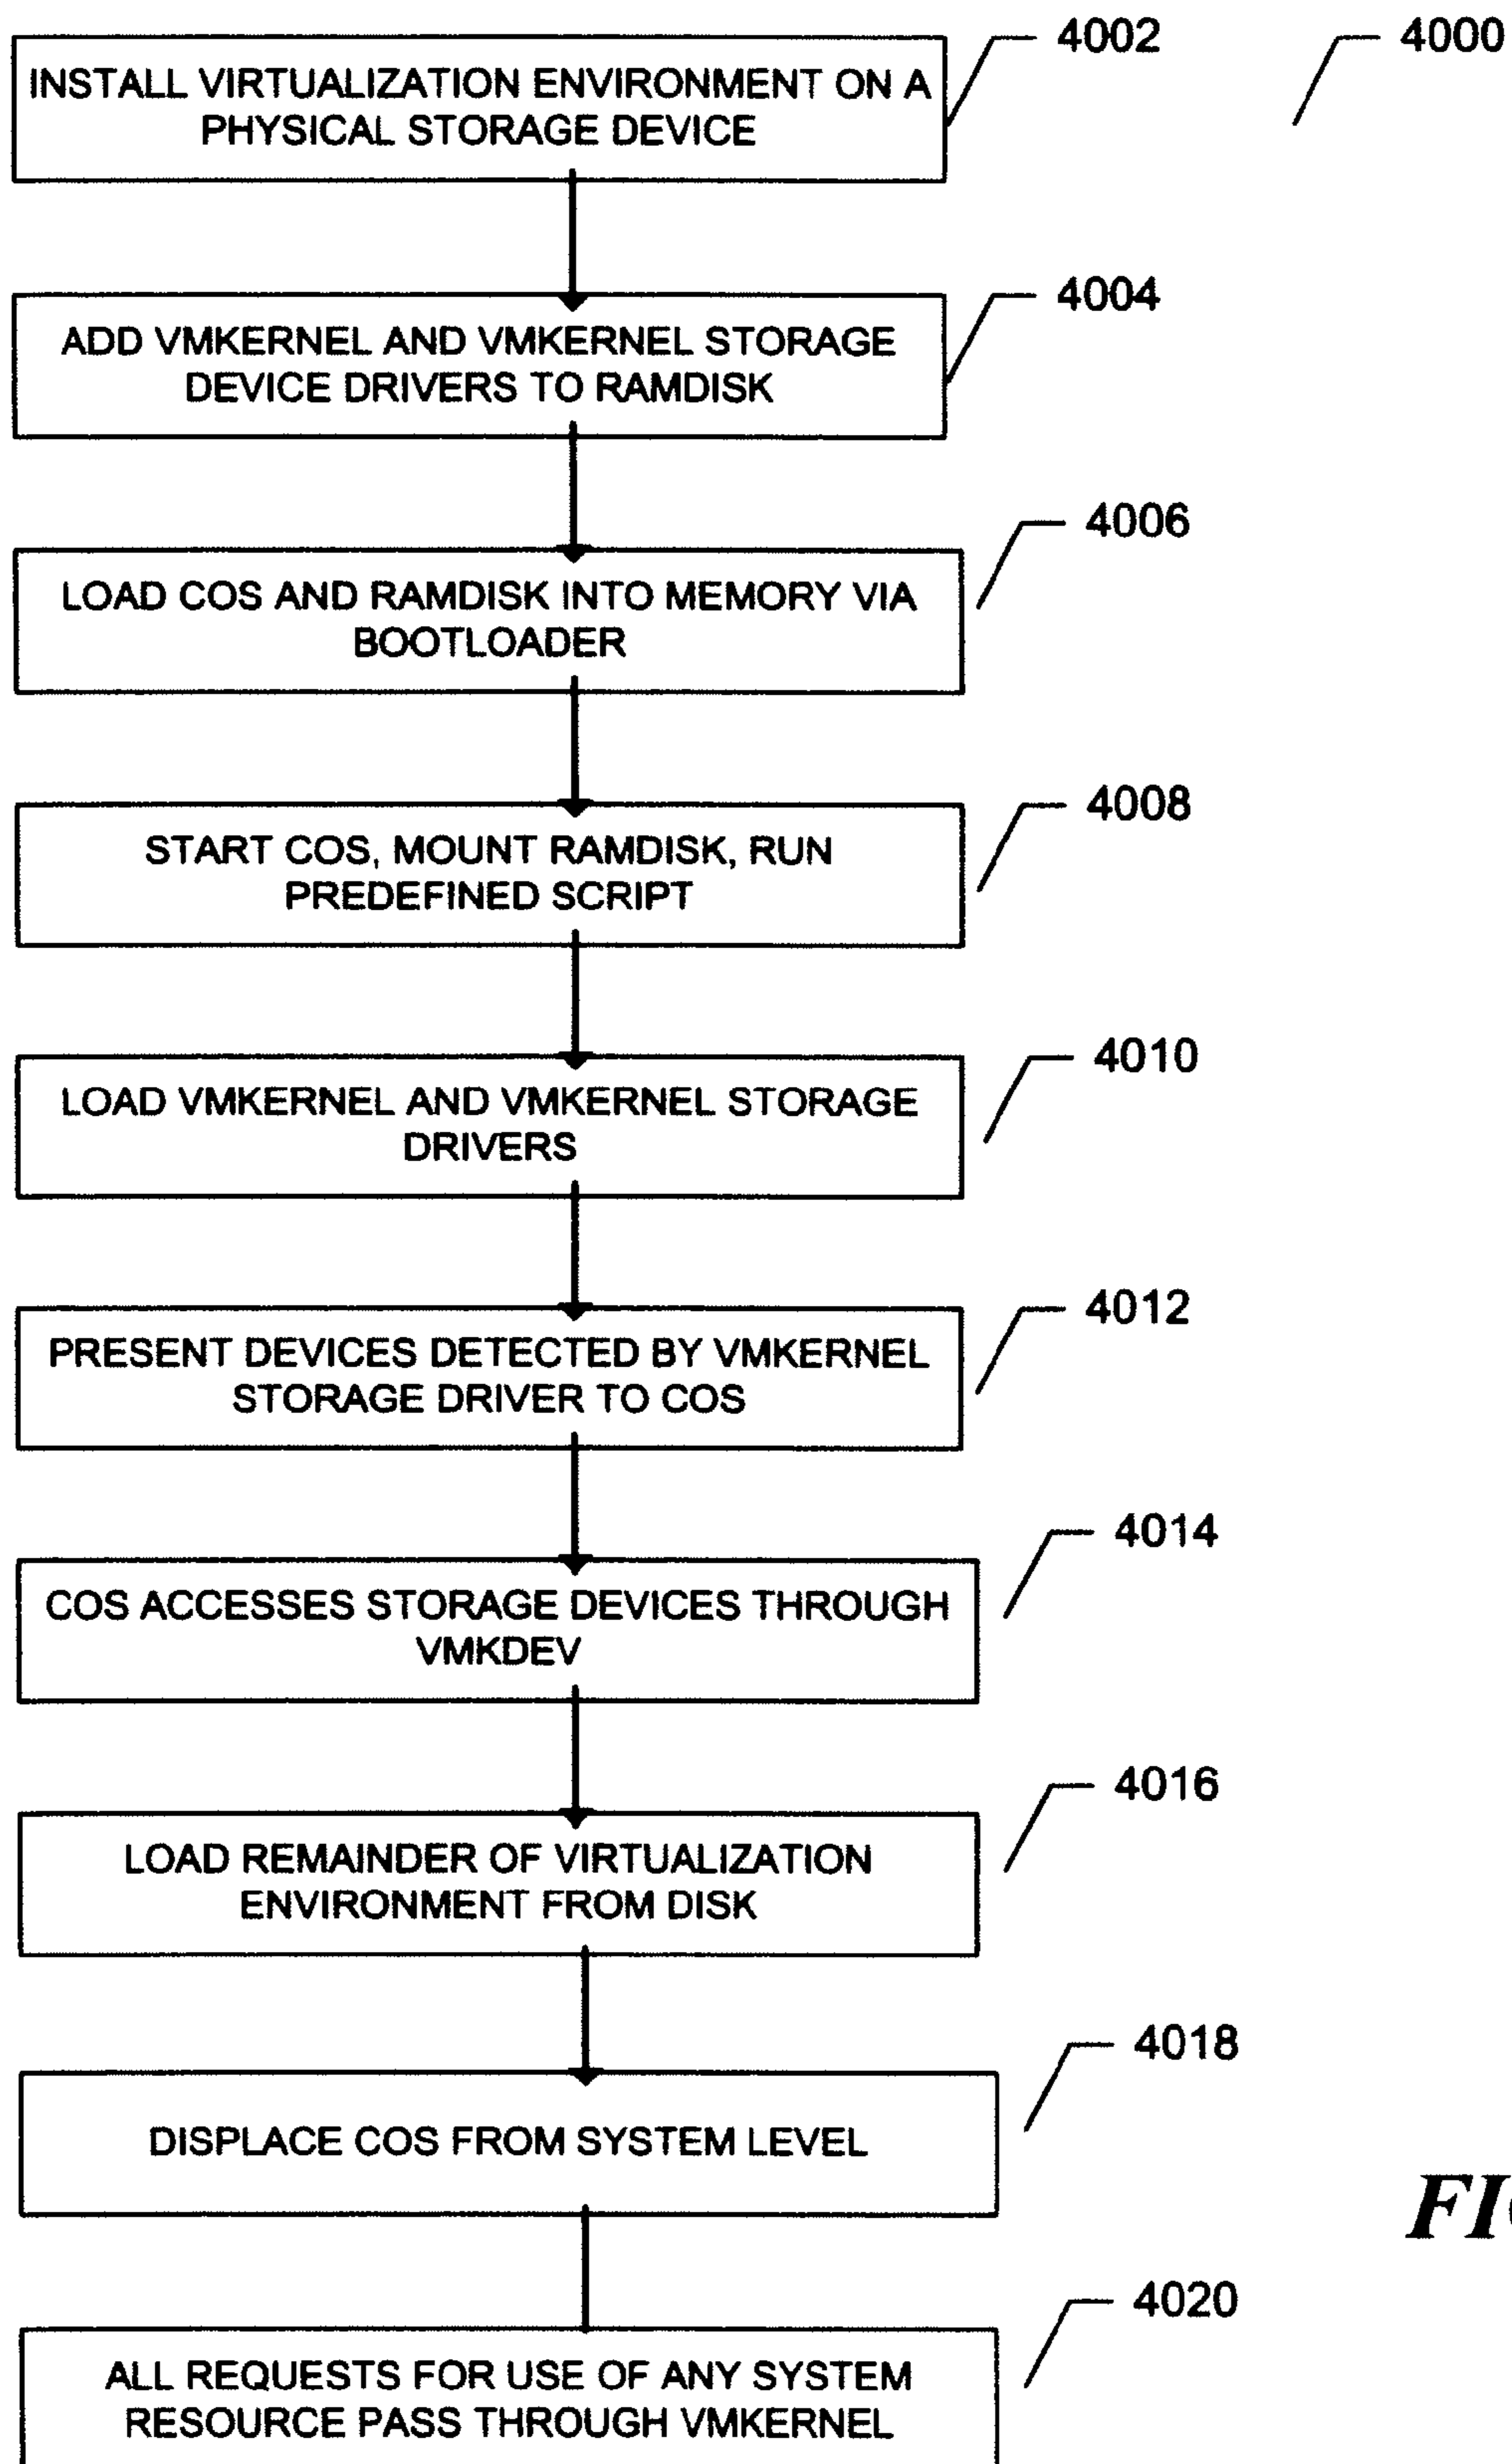 4002
4000
INSTALL VIRTUALIZATION ENVIRONMENT ON A
PHYSICAL STORAGE DEVICE
4004
ADD VMKERNEL AND VMKERNEL STORAGE
DEVICE DRIVERS TO RAMDISK
4006
LOAD COS AND RAMDISK INTO MEMORY VIA
BOOTLOADER
4008
START COS, MOUNT RAMDISK, RUN
PREDEFINED SCRIPT
4010
LOAD VMKERNEL AND VMKERNEL STORAGE
DRIVERS
4012
PRESENT DEVICES DETECTED BY VMKERNEL
STORAGE DRIVER TO COS
4014
COS ACCESSES STORAGE DEVICES THROUGH
VMKDEV
4016
LOAD REMAINDER OF VIRTUALIZATION
ENVIRONMENT FROM DISK
4018
DISPLACE COS FROM SYSTEM LEVEL
4020
ALL REQUESTS FOR USE OF ANY SYSTEM
RESOURCE PASS THROUGH VMKERNEL